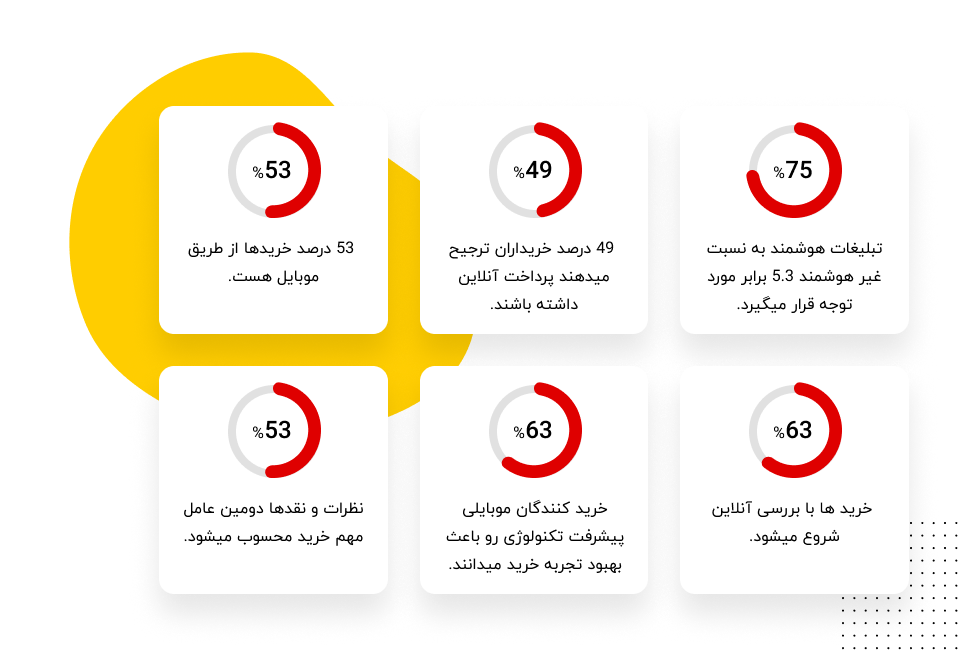 %75
تبلیغات هوشمند به نسبت
غیر هوشمند 5.3 برابر مورد
توجه قرار میگیرد.
%49
49 درصد خریداران ترجیح
میدهند پرداخت آنلاین
داشته باشند.
%53
53 درصد خریدها از طریق
موبایل هست.
%63
خرید ها با بررسی آنلاین
شروع میشود.
%63
خرید کنندگان موبایلی
پیشرفت تکنولوژی رو باعث
بهبود تجربه خرید میدانند.
%53
نظرات و نقدها دومین عامل
مهم خرید محسوب میشود.